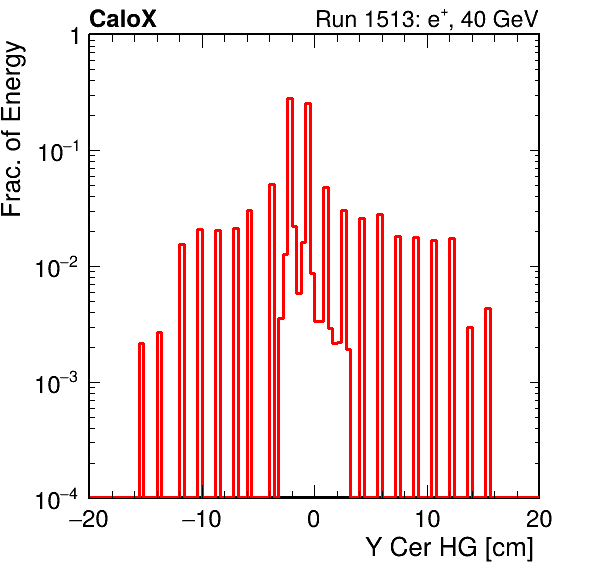 CaloX Run 1513: e⁺, 40 GeV
Frac. of Energy
1
10⁻¹
10⁻²
10⁻³
10⁻⁴
−20 −10 0 10 20
Y Cer HG [cm]